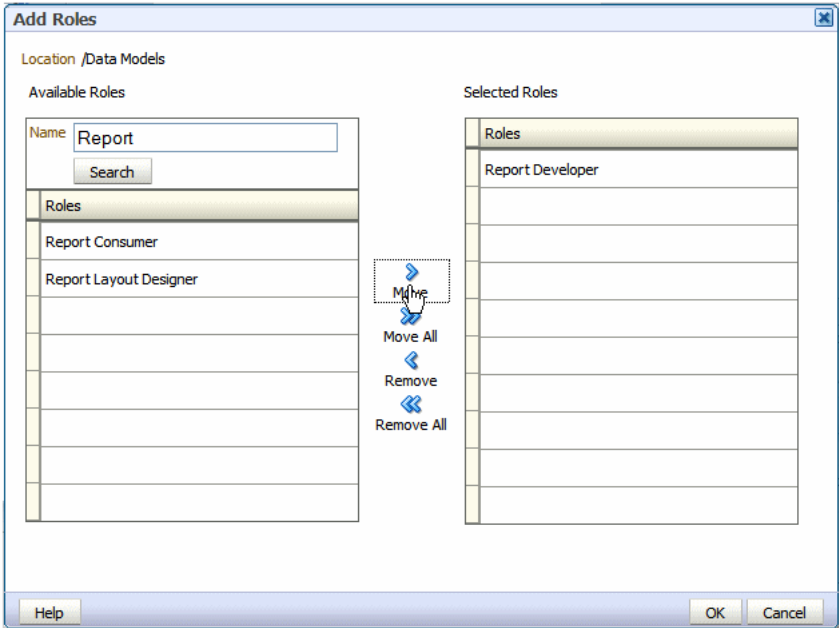 Add Roles
Location /Data Models
Available Roles
Name Report
Search
Roles
Report Consumer
Report Layout Designer
Move
Move All
Remove
Remove All
Selected Roles
Roles
Report Developer
Help
OK
Cancel